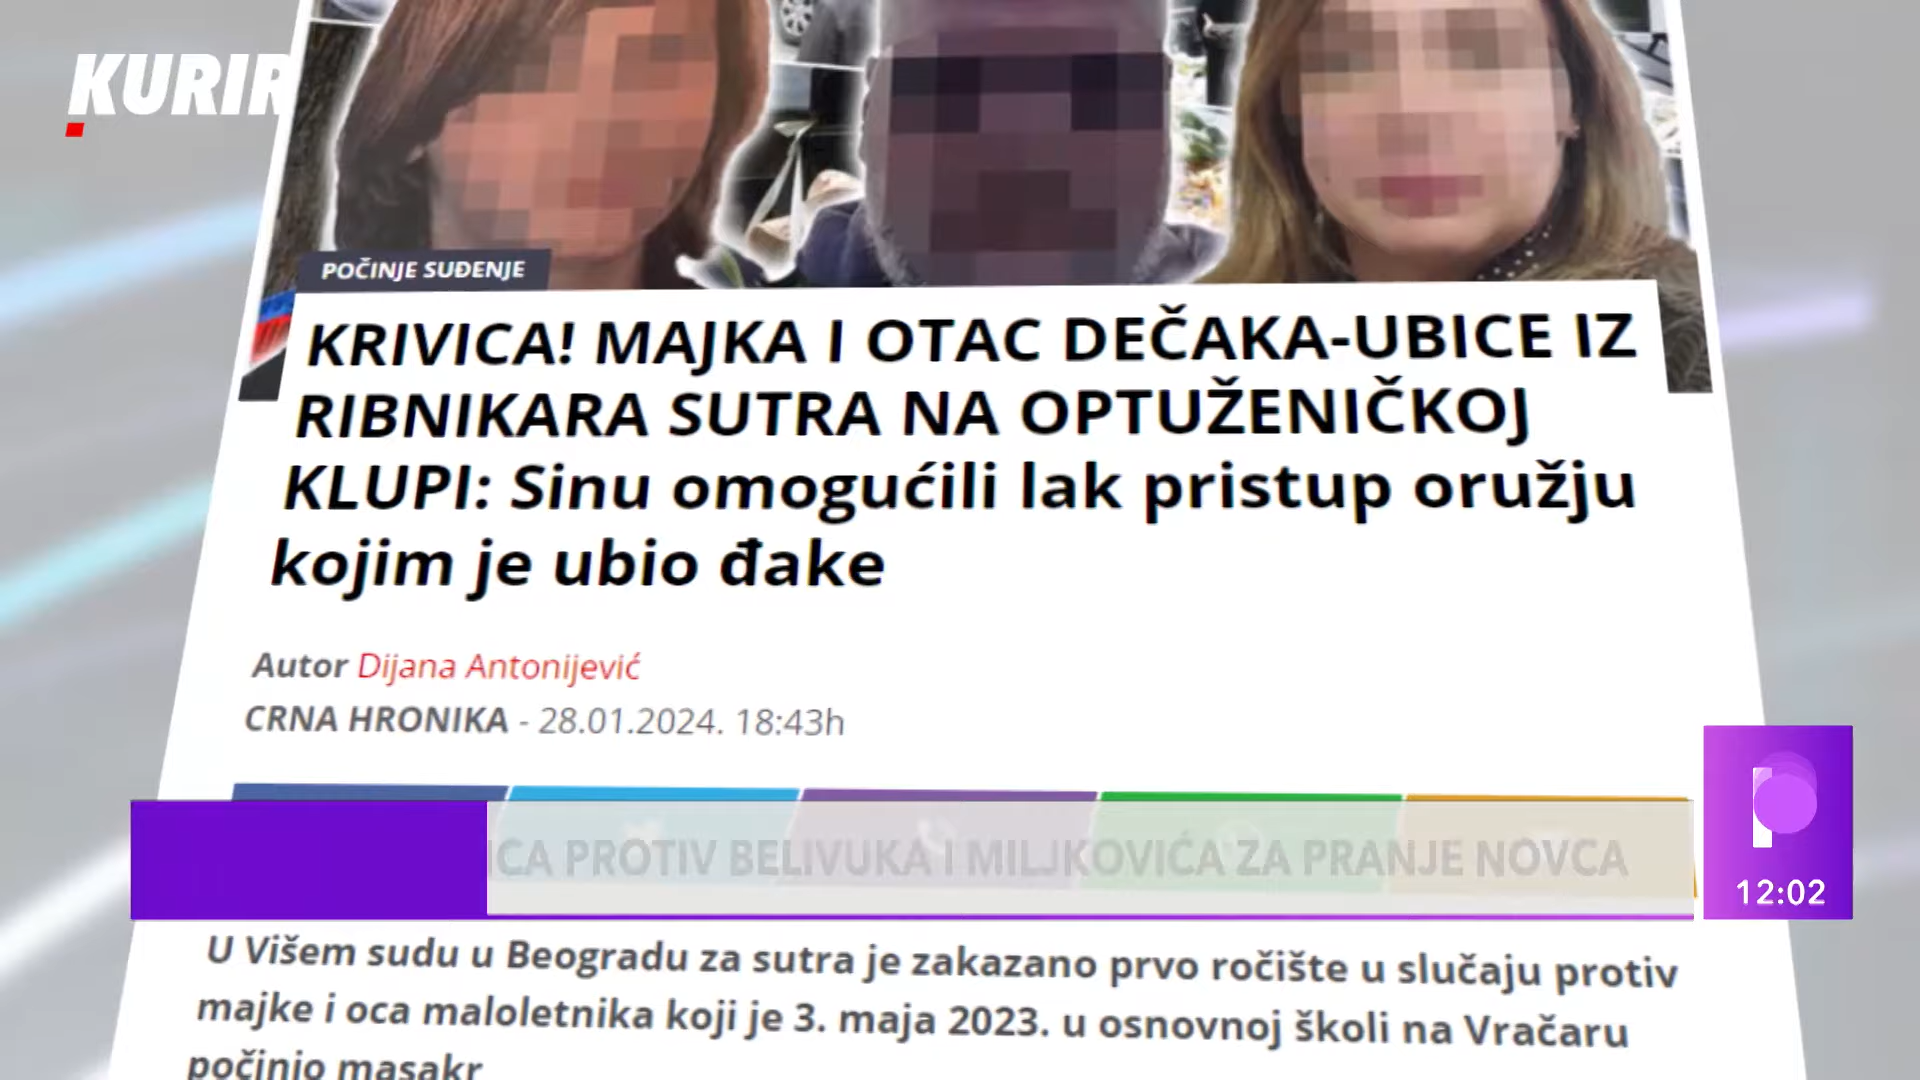 KURIR
POČINJE SUĐENJE
KRIVICA! MAJKA I OTAC DEČAKA-UBICE IZ
RIBNIKARA SUTRA NA OPTUŽENIČKOJ
KLUPI: Sinu omogućili lak pristup oružju
kojim je ubio đake
Autor Dijana Antonijević
CRNA HRONIKA - 28.01.2024. 18:43h
PROTIV BELIVUKA I MILJKOVIĆA ZA PRANJE NOVCA
12:02
U Višem sudu u Beogradu za sutra je zakazano prvo ročište u slučaju protiv
majke i oca maloletnika koji je 3. maja 2023. u osnovnoj školi na Vračaru
počinio masakr